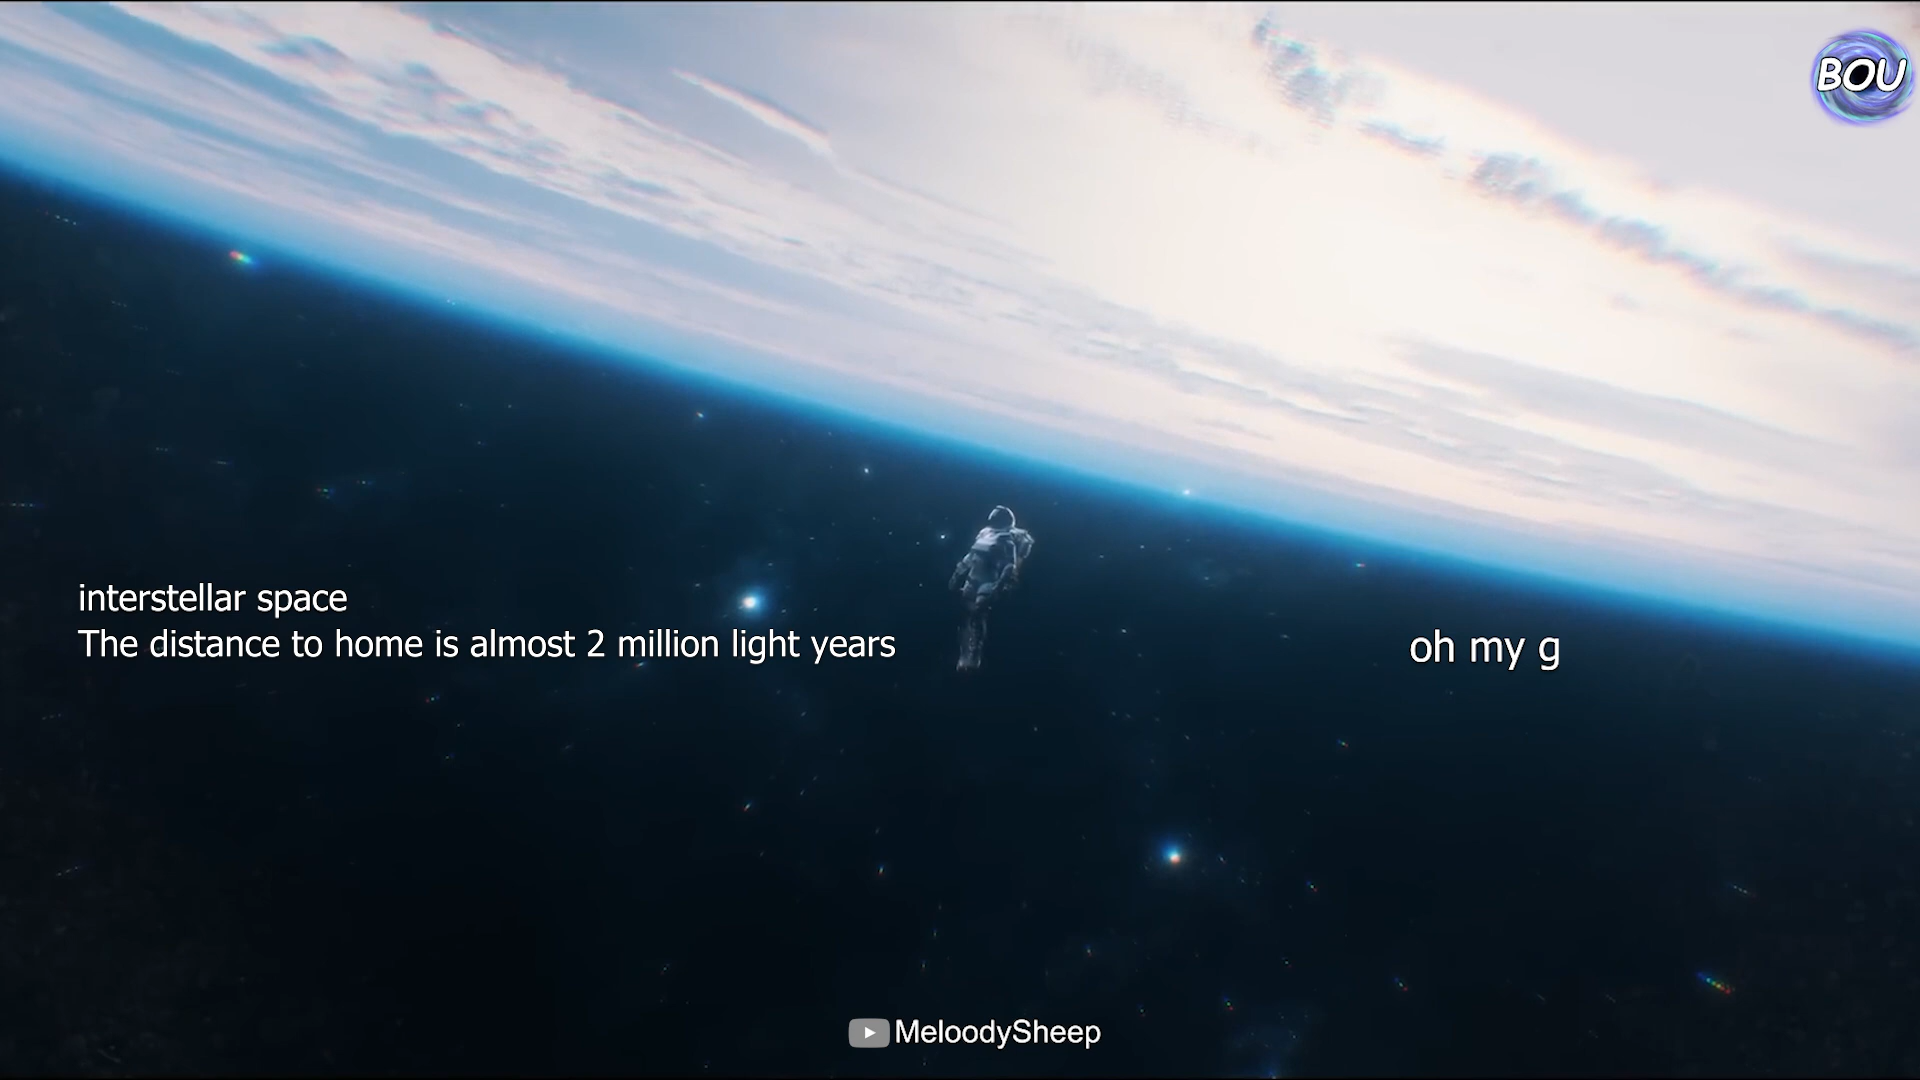 BOU
interstellar space
The distance to home is almost 2 million light years
oh my g
MeloodySheep